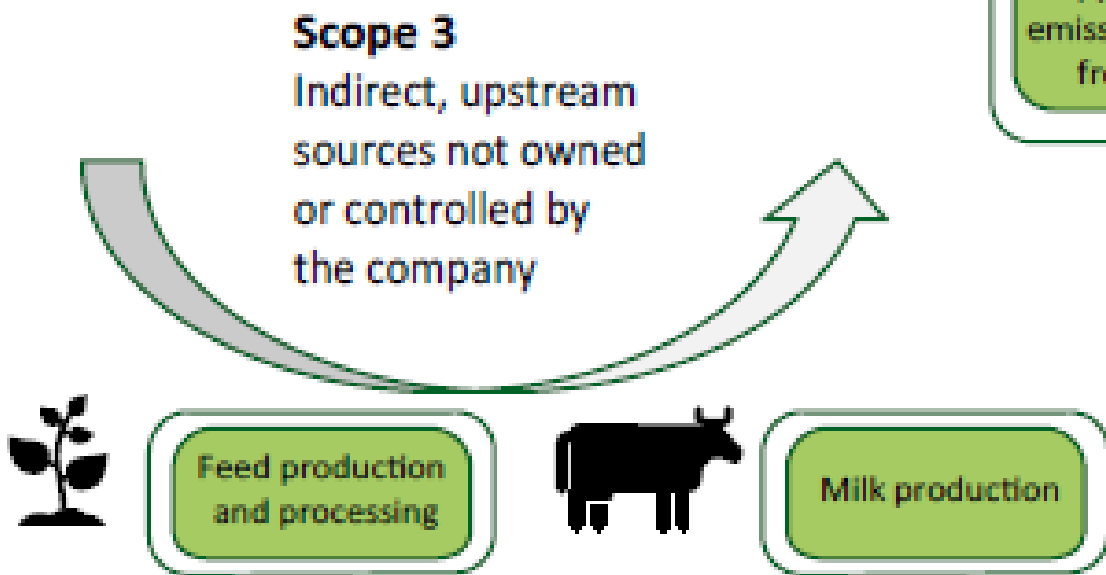 Scope 3
Indirect, upstream
sources not owned
or controlled by
the company
Feed production
and processing
Milk production